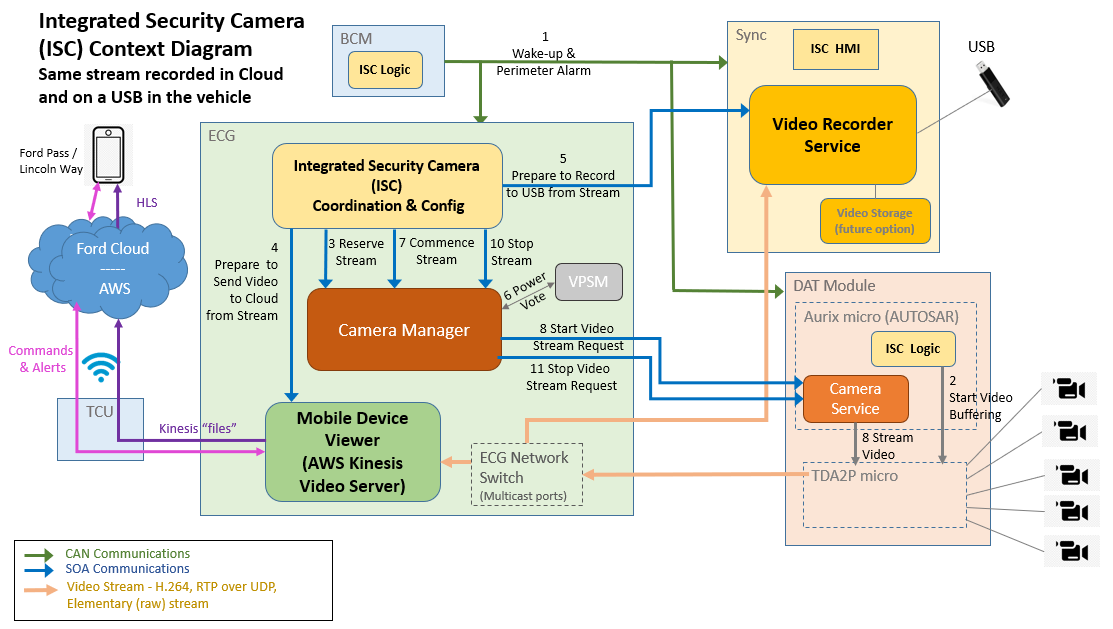 Integrated Security Camera
(ISC) Context Diagram
Same stream recorded in Cloud
and on a USB in the vehicle
BCM
ISC Logic
1
Wake-up &
Perimeter Alarm
Sync
ISC HMI
USB
Video Recorder
Service
Video Storage
(future option)
Ford Pass /
Lincoln Way
HLS
Ford Cloud
-----
AWS
Commands
& Alerts
TCU
Kinesis “files”
ECG
Integrated Security Camera
(ISC)
Coordination & Config
5
Prepare to Record
to USB from Stream
4
Prepare to
Send Video
to Cloud
from Stream
3 Reserve
Stream
7 Commence
Stream
10 Stop
Stream
6 Power
Vote
VPSM
Camera Manager
8 Start Video
Stream Request
11 Stop Video
Stream Request
Mobile Device
Viewer
(AWS Kinesis
Video Server)
ECG Network
Switch
(Multicast ports)
DAT Module
Aurix micro (AUTOSAR)
ISC Logic
Camera
Service
2
Start Video
Buffering
8 Stream
Video
TDA2P micro
CAN Communications
SOA Communications
Video Stream - H.264, RTP over UDP,
Elementary (raw) stream